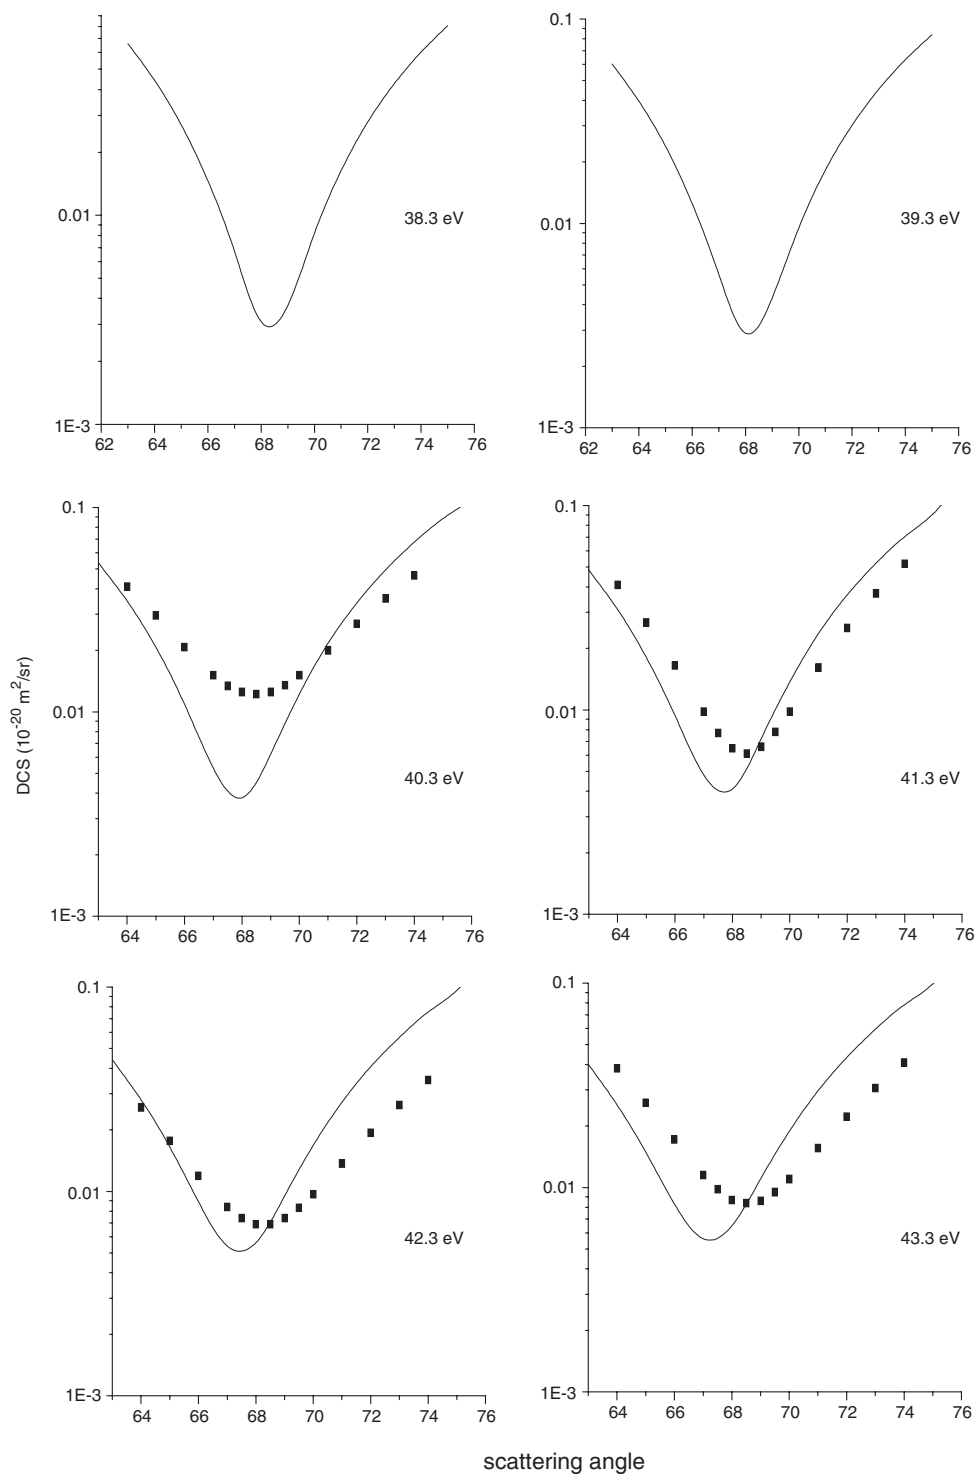 0.1
0.01
38.3 eV
0.01
39.3 eV
1E-3
62 64 66 68 70 72 74 76
1E-3
62 64 66 68 70 72 74 76
0.1
0.01
40.3 eV
1E-3
64 66 68 70 72 74 76
0.1
0.01
41.3 eV
1E-3
64 66 68 70 72 74 76
DCS (10-20 m2/sr)
0.1
0.01
42.3 eV
1E-3
64 66 68 70 72 74 76
0.1
0.01
43.3 eV
1E-3
64 66 68 70 72 74 76
scattering angle